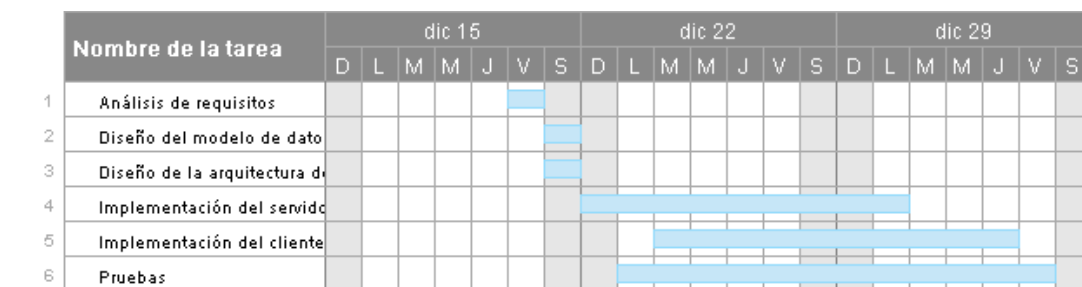 Nombre de la tarea
dic 15 dic 22 dic 29
D L M M J V S D L M M J V S D L M M J V S
1 Análisis de requisitos
2 Diseño del modelo de dato
3 Diseño de la arquitectura d
4 Implementación del servido
5 Implementación del cliente
6 Pruebas